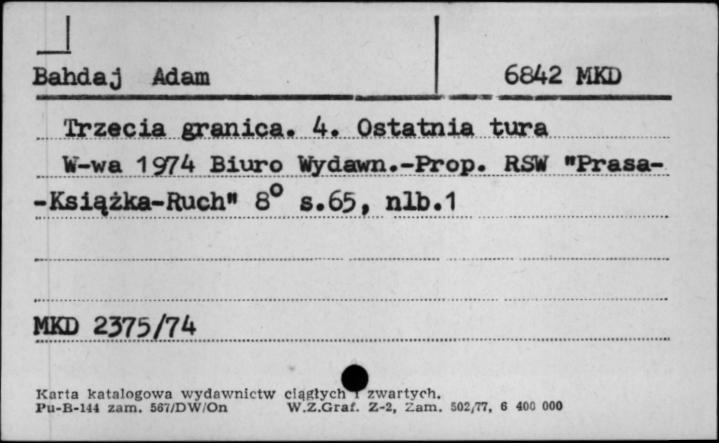 Bahdaj Adam 6842 MKD
Trzecia granica. 4. Ostatnia tura
W-wa 1974 Biuro Wydawn.-Prop. RSW "Prasa-
-Książka-Ruch" 8° s.65, nlb.1
MKD 2375/74
Karta katalogowa wydawnictw ciągłych i zwartych.
Pu-B-144 zam. 567/DW/On W.Z.Graf. Z-2, Zam. 502/77, 6 400 000